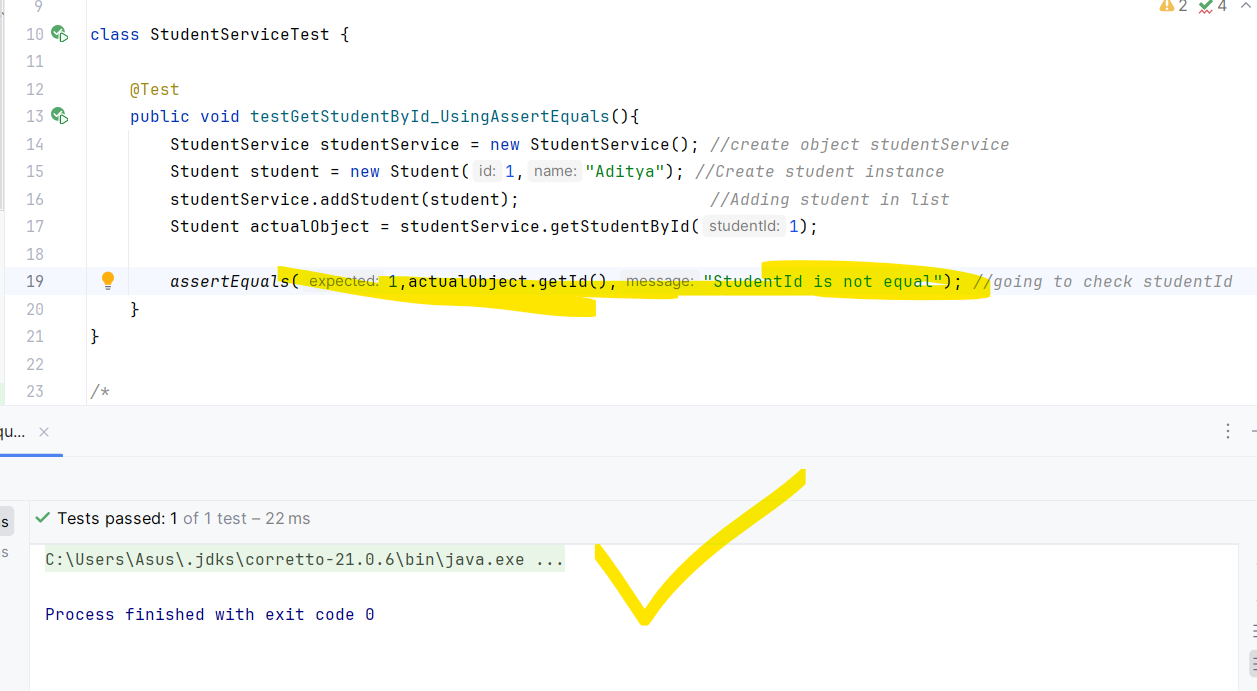 9
2 4
10 class StudentServiceTest {
11
12 @Test
13 public void testGetStudentById_UsingAssertEquals(){
14 StudentService studentService = new StudentService(); //create object studentService
15 Student student = new Student( id: 1, name: "Aditya"); //Create student instance
16 studentService.addStudent(student); //Adding student in list
17 Student actualObject = studentService.getStudentById( studentId: 1);
18
19 assertEquals( expected: 1,actualObject.getId(), message: "StudentId is not equal"); //going to check studentId
20 }
21 }
22
23 /*
qu... ×
Tests passed: 1 of 1 test – 22 ms
s
C:\Users\Asus\.jdks\corretto-21.0.6\bin\java.exe ...
s
Process finished with exit code 0